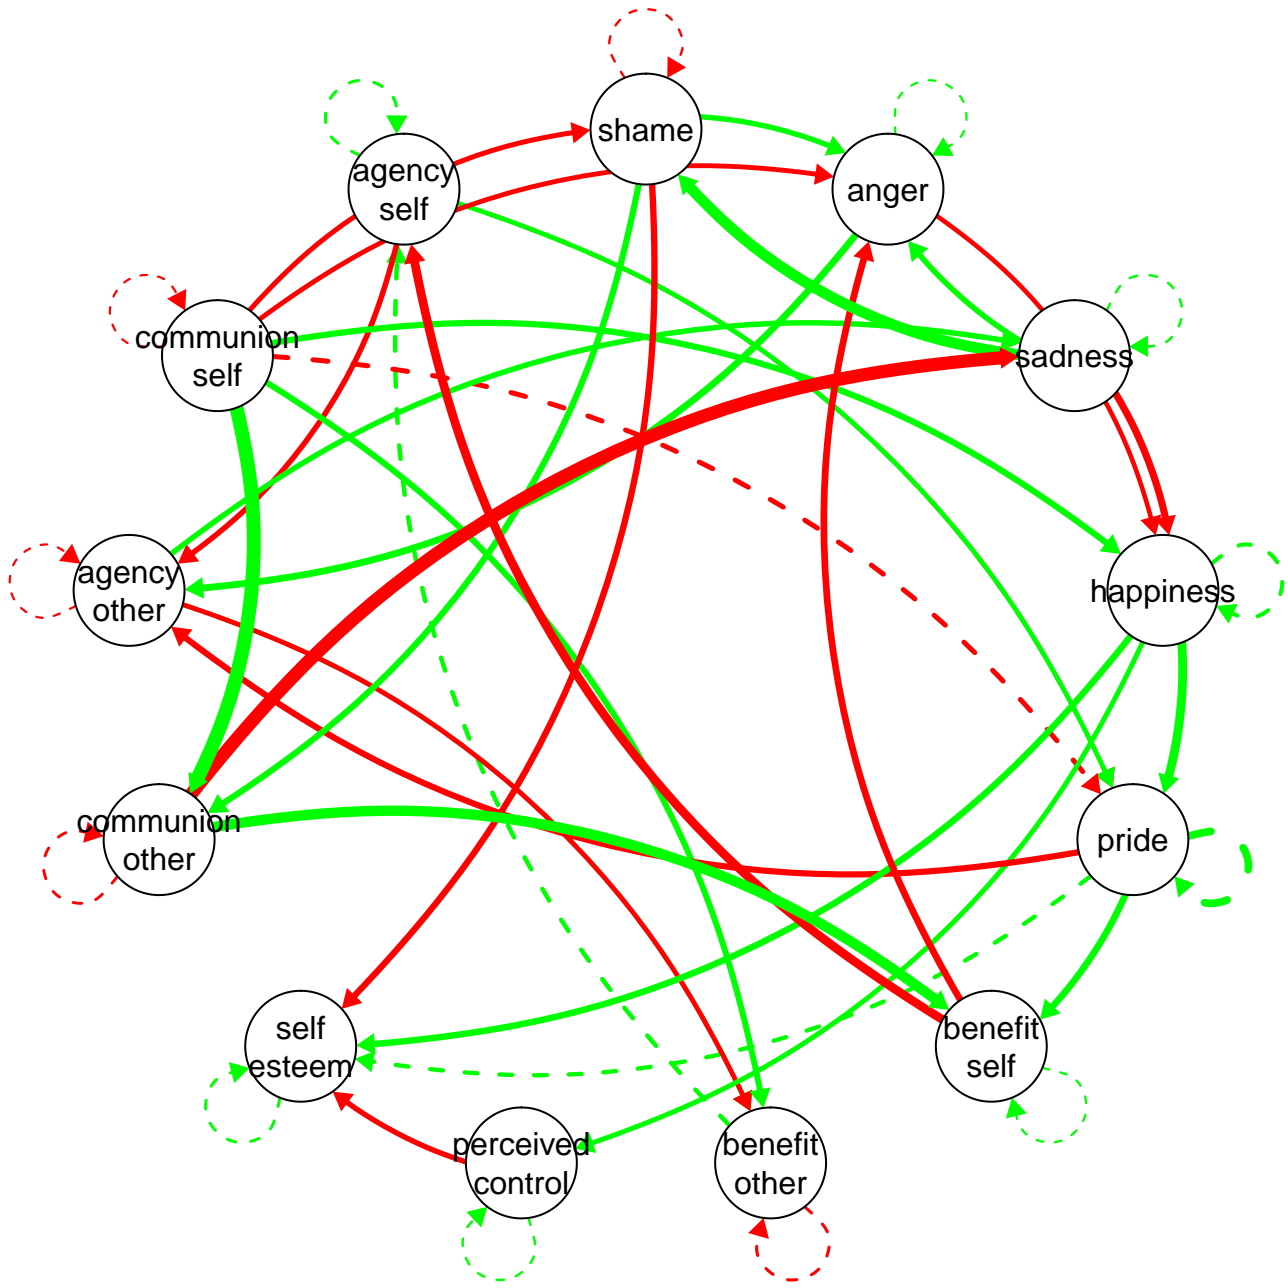 shame
agency
self
anger
communion
self
sadness
agency
other
happiness
communion
other
pride
self
esteem
benefit
self
perceived
control
benefit
other